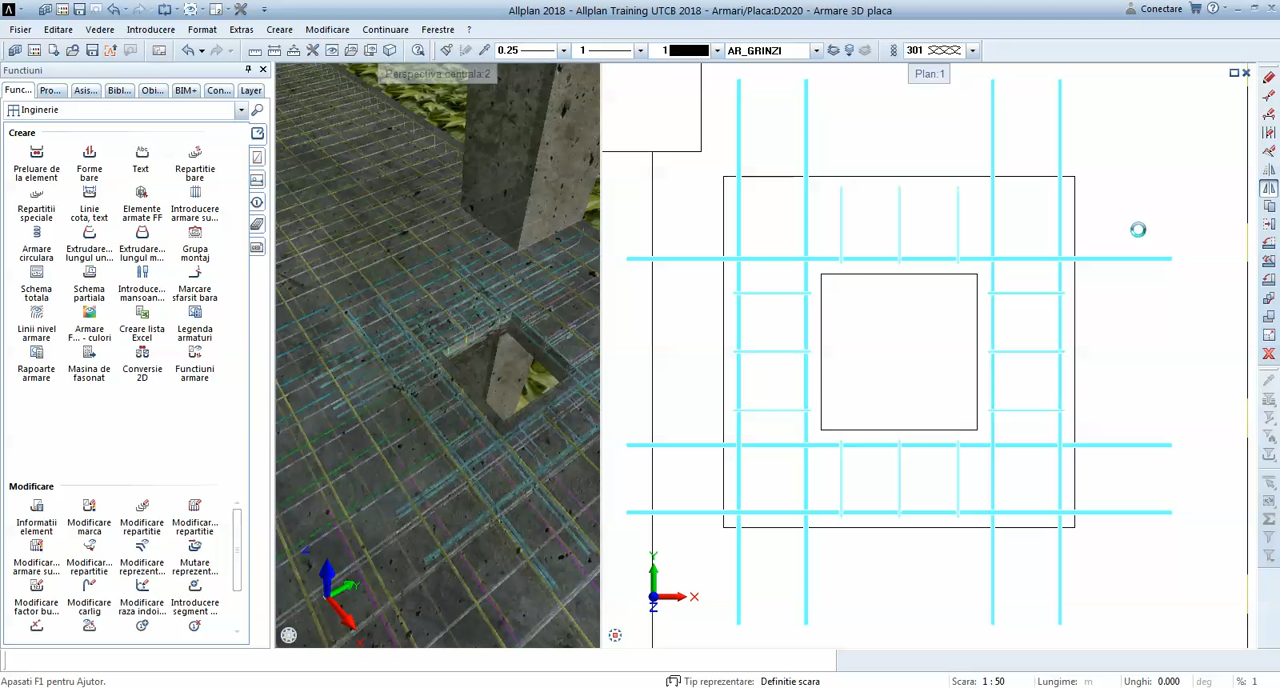 Allplan 2018 - Allplan Training UTCB - Armari/Placa:D2020 - Armare 3D placa
Conectare
Fisier Editare Vedere Introducere Format Extras Creare Modificare Continuare Ferestre ?
0.25 1 1 AR_GRINZI 301
Functiuni
Func... Pro... Asis... Bibl... Obi... BIM+ Con... Layer
Inginerie
Creare
Preluare de la element
Forme bare
Text
Repartitie bare
Repartitii speciale
Linie cota, text
Elemente armate FF
Introducere armare su...
Armare circulara
Extrudare... lungul un...
Extrudare... lungul m...
Grupa montaj
Schema totala
Schema partiala
Introduce... mansoan...
Marcare sfarsit bara
Linii nivel armare
Armare F... - culori
Creare lista Excel
Legenda armaturi
Rapoarte armare
Masina de fasonat
Conversie 2D
Functiuni armare
Modificare
Informatii element
Modificare marca
Modificare repartitie
Modificar... repartitie
Modificar... armare su...
Modificar... repartitie
Modificare reprezent...
Mutare reprezent...
Modificare factor bu...
Modificare carlig
Modificare raza indoi...
Introducere segment ...
Perspectiva centrala:2
Plan:1
Z Y X
Y X Z
Apasati F1 pentru Ajutor.
Tip reprezentare: Definitie scara Scara: 1 : 50 Lungime: m Unghi: 0.000 deg %: 1